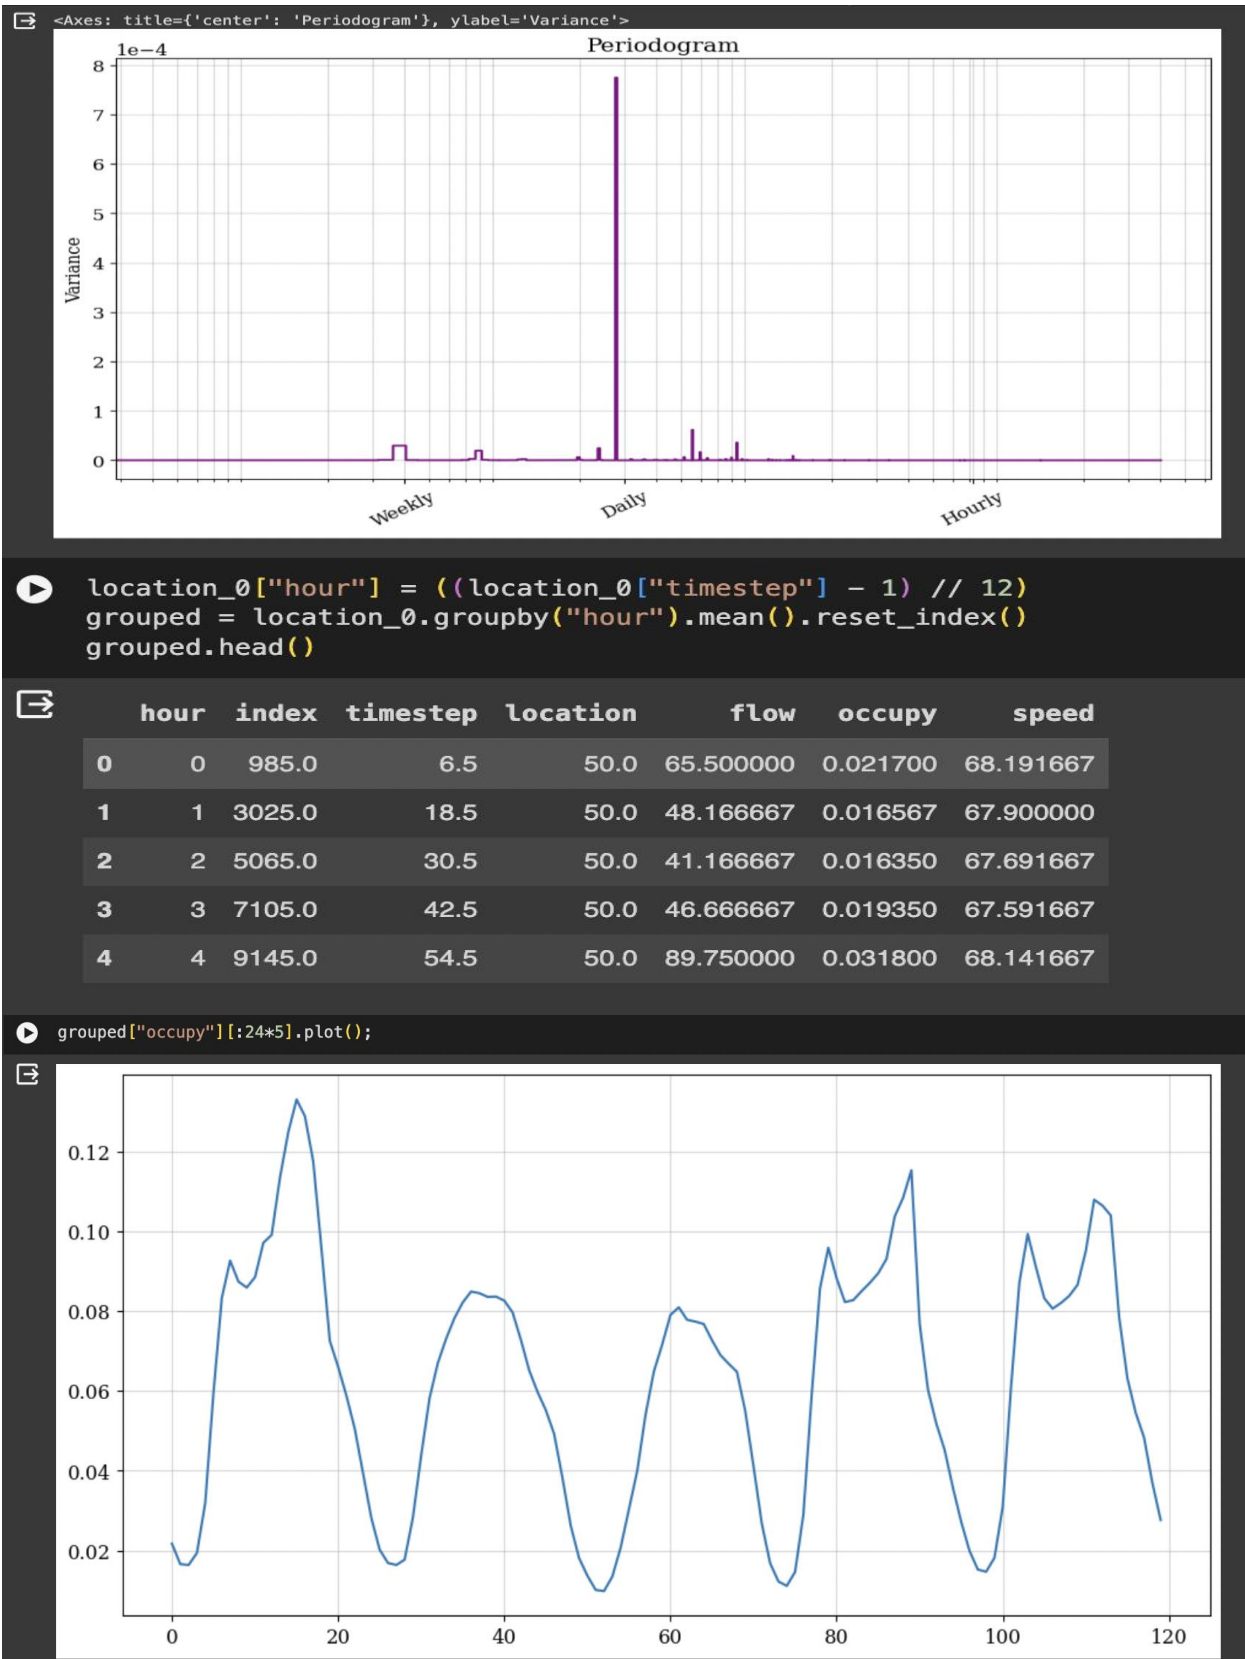 <Axes: title={'center': 'Periodogram'}, ylabel='Variance'>
Periodogram
1e−4
8
7
6
5
4
3
2
1
0
Variance
Weekly
Daily
Hourly
location_0["hour"] = ((location_0["timestep"] - 1) // 12)
grouped = location_0.groupby("hour").mean().reset_index()
grouped.head()
hour index timestep location flow occupy speed
0 0 985.0 6.5 50.0 65.500000 0.021700 68.191667
1 1 3025.0 18.5 50.0 48.166667 0.016567 67.900000
2 2 5065.0 30.5 50.0 41.166667 0.016350 67.691667
3 3 7105.0 42.5 50.0 46.666667 0.019350 67.591667
4 4 9145.0 54.5 50.0 89.750000 0.031800 68.141667
grouped["occupy"][:24*5].plot();
0.12
0.10
0.08
0.06
0.04
0.02
0 20 40 60 80 100 120